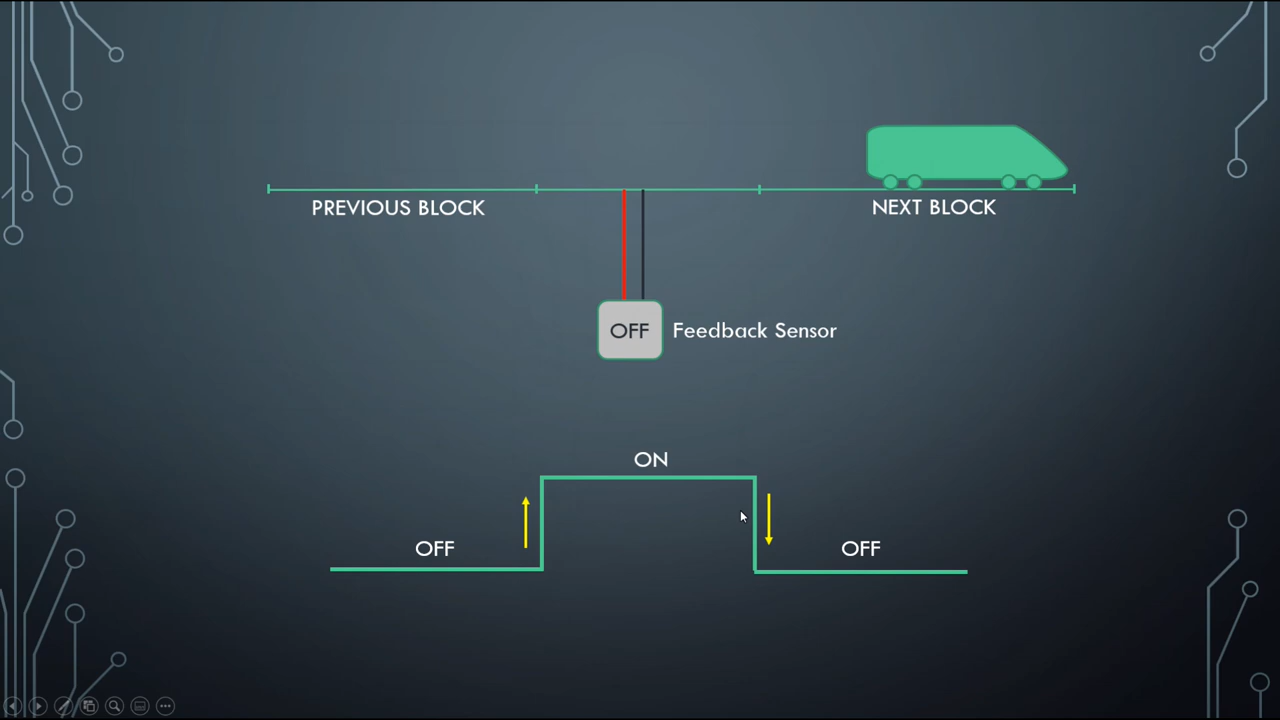 PREVIOUS BLOCK
NEXT BLOCK
OFF
Feedback Sensor
ON
OFF
OFF